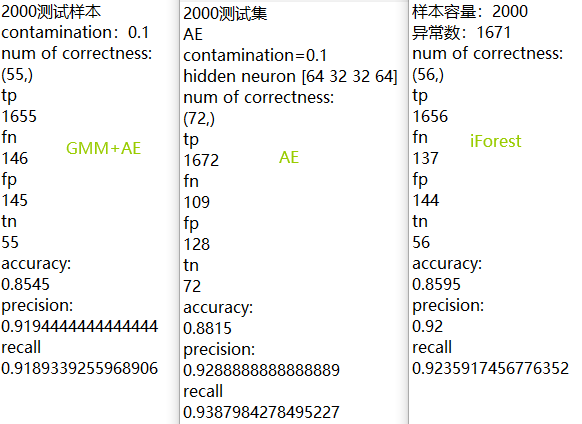 2000测试样本
contamination：0.1
num of correctness:
(55,)
tp
1655
fn
146
fp
145
tn
55
accuracy:
0.8545
precision:
0.9194444444444444
recall
0.9189339255968906
GMM+AE
2000测试集
AE
contamination=0.1
hidden neuron [64 32 32 64]
num of correctness:
(72,)
tp
1672
fn
109
fp
128
tn
72
accuracy:
0.8815
precision:
0.9288888888888889
recall
0.9387984278495227
AE
样本容量：2000
异常数：1671
num of correctness:
(56,)
tp
1656
fn
137
fp
144
tn
56
accuracy:
0.8595
precision:
0.92
recall
0.9235917456776352
iForest